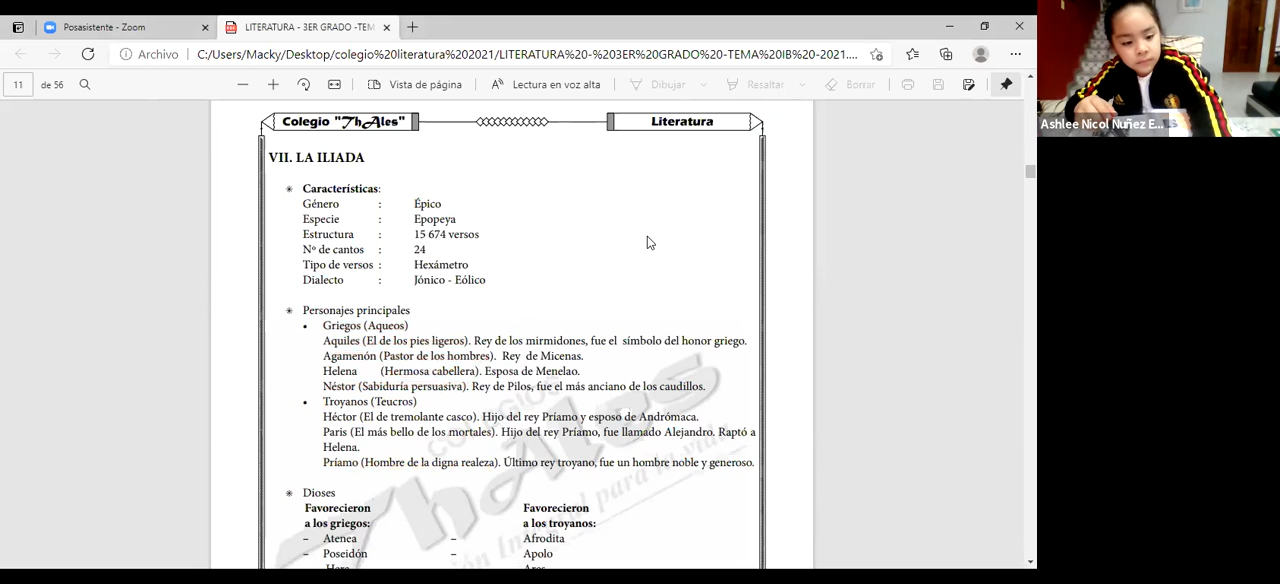 Posasistente - Zoom
LITERATURA - 3ER GRADO -TEM
Archivo
C:/Users/Macky/Desktop/colegio%20literatura%202021/LITERATURA%20-%203ER%20GRADO%20-TEMA%20IB%20-2021....
11 de 56
Vista de página
Lectura en voz alta
Dibujar
Resaltar
Borrar
Ashlee Nicol Nuñez E...
Colegio "ThAles"
Literatura
VII. LA ILIADA
Características:
Género : Épico
Especie : Epopeya
Estructura : 15 674 versos
Nº de cantos : 24
Tipo de versos : Hexámetro
Dialecto : Jónico - Eólico
Personajes principales
• Griegos (Aqueos)
Aquiles (El de los pies ligeros). Rey de los mirmidones, fue el símbolo del honor griego.
Agamenón (Pastor de los hombres). Rey de Micenas.
Helena (Hermosa cabellera). Esposa de Menelao.
Néstor (Sabiduría persuasiva). Rey de Pilos, fue el más anciano de los caudillos.
• Troyanos (Teucros)
Héctor (El de tremolante casco). Hijo del rey Príamo y esposo de Andrómaca.
Paris (El más bello de los mortales). Hijo del rey Príamo, fue llamado Alejandro. Raptó a
Helena.
Príamo (Hombre de la digna realeza). Último rey troyano, fue un hombre noble y generoso.
Dioses
Favorecieron
a los griegos:
Favorecieron
a los troyanos:
– Atenea – Afrodita
– Poseidón – Apolo